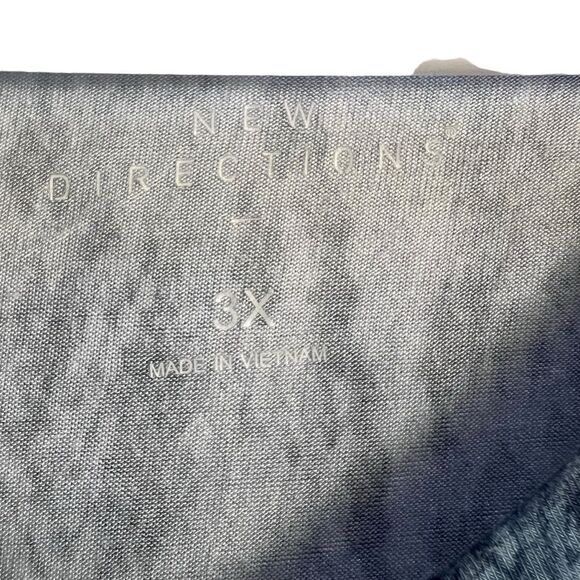 NEW
DIRECTIONS®
3X
MADE IN VIETNAM